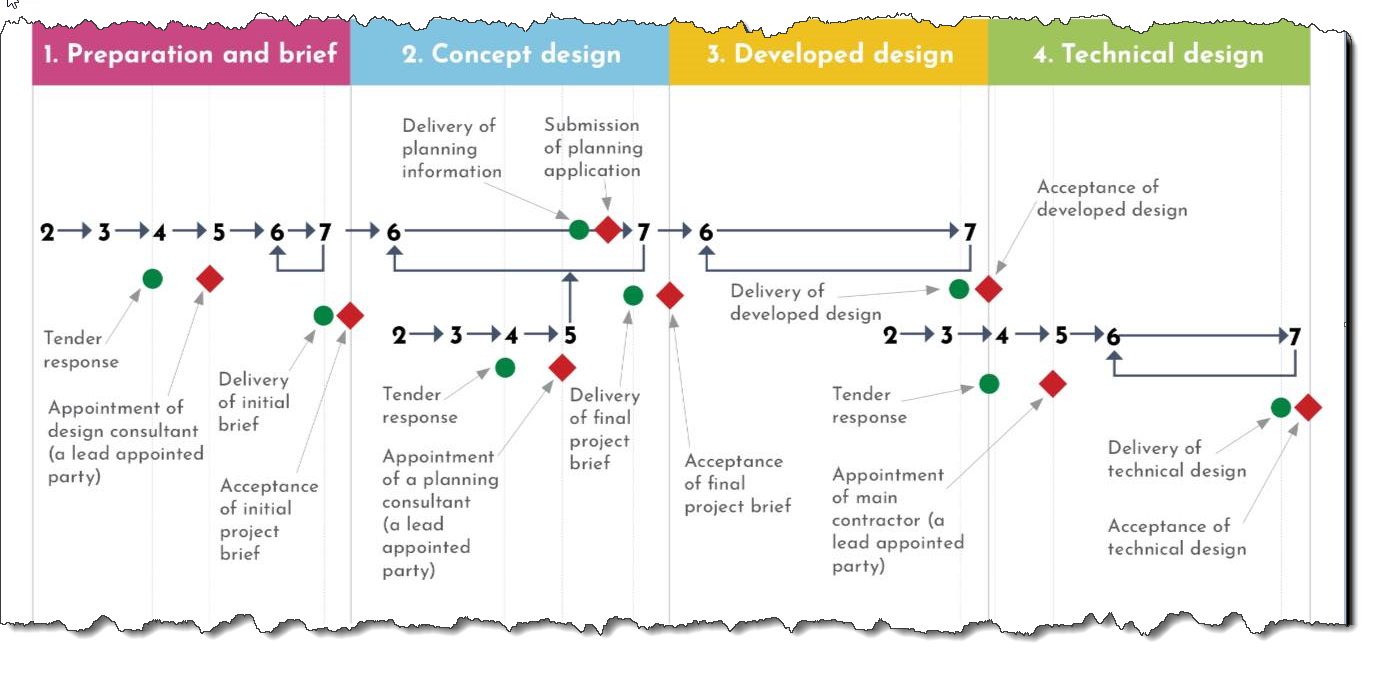 1. Preparation and brief
2. Concept design
3. Developed design
4. Technical design
Delivery of
planning
information
Submission
of planning
application
Acceptance of
developed design
2 3 4 5 6 7 6 7 6 7
Delivery of
developed design
2 3 4 5
2 3 4 5 6 7
Tender
response
Appointment of
design consultant
(a lead appointed
party)
Delivery
of initial
brief
Acceptance
of initial
project
brief
Tender
response
Appointment
of a planning
consultant
(a lead
appointed
party)
Delivery
of final
project
brief
Acceptance
of final
project brief
Tender
response
Appointment
of main
contractor (a
lead appointed
party)
Delivery of
technical design
Acceptance of
technical design